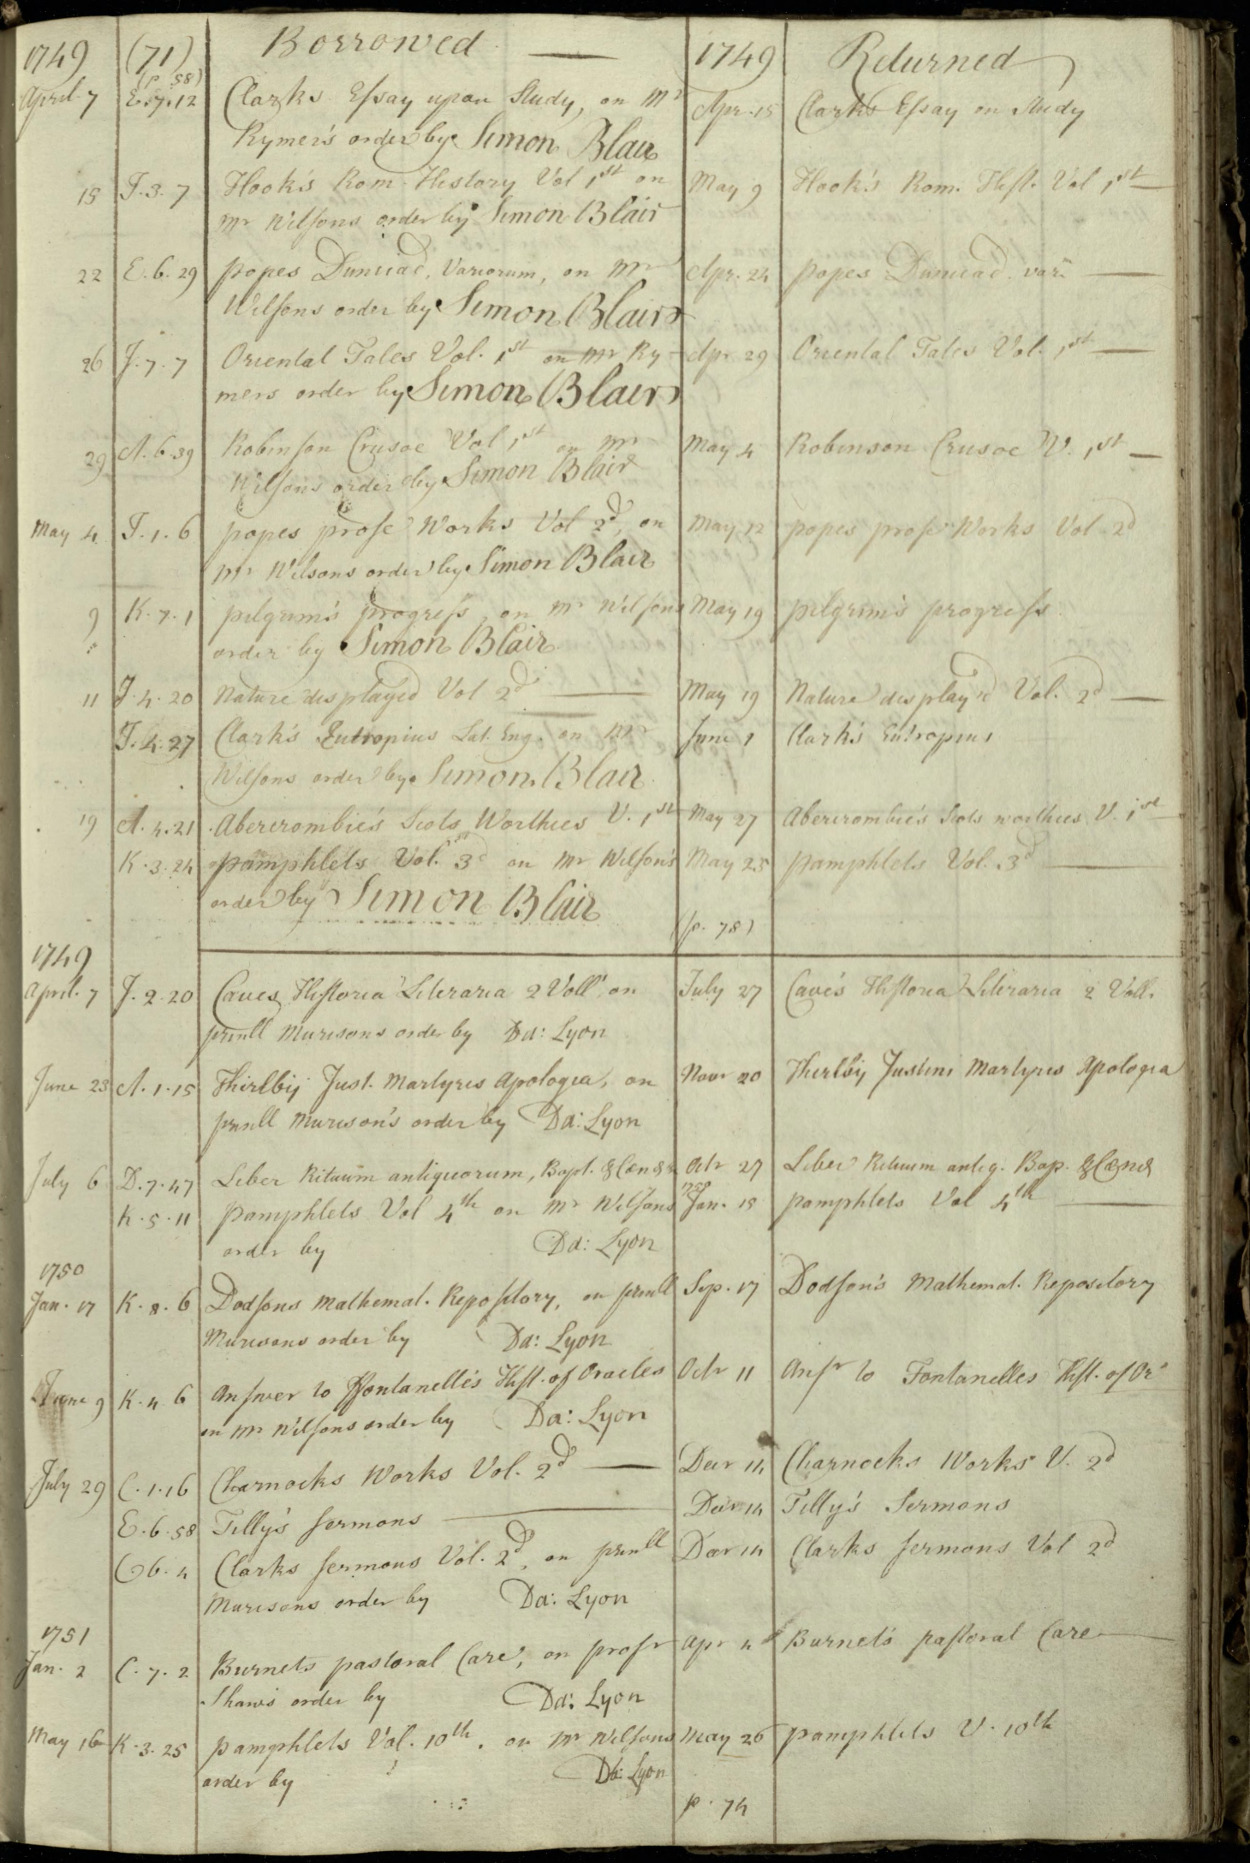 1749 (71) Borrowed 1749 Returned
(p. 58)
April 7 E.7.12 Clarks Essay upon Study, on Mr Apr. 15 Clarks Essay on Study
Rymer's order by Simon Blair
15 J.3.7 Hook's Rom. History Vol 1st on May 9 Hook's Rom. Hist. Vol 1st
Mr Wilsons order by Simon Blair
22 E.6.29 popes Dunciad, Variorum, on Mr Apr. 24 popes Dunciad varm
Wilsons order by Simon Blair
26 J.7.7 Oriental Tales Vol. 1st on Mr Ry- Apr. 29 Oriental Tales Vol. 1st
mers order by Simon Blair
29 A.6.39 Robinson Crusoe Vol 1st on Mr May 4 Robinson Crusoe V. 1st
Wilsons order by Simon Blair
May 4 J.1.6 popes prose Works Vol 2d, on May 12 popes prose Works Vol. 2d
Mr Wilsons order by Simon Blair
9 K.7.1 pilgrim's progress, on Mr Wilsons May 19 pilgrim's progress
order by Simon Blair
11 J.4.20 Nature displayed Vol 2d May 19 Nature display'd Vol. 2d
J.4.27 Clark's Eutropius Lat. Eng. on Mr June 1 Clark's Eutropius
Wilsons order by Simon Blair
19 A.4.21 Abercrombie's Scots Worthies V. 1st May 27 Abercrombie's Scots worthies V. 1st
K.3.24 pamphlets Vol. 3d on Mr Wilson's May 25 pamphlets Vol. 3d
order by Simon Blair
(p. 78)
1749
April. 7 J.2.20 Caves Historia Literaria 2 Voll on July 27 Cave's Historia Literaria 2 Voll.
prinll Murisons order by Da: Lyon
June 23 A.1.15 Thirlby Just. Martyris Apologia, on Novr 20 Thirlby Justini Martyris Apologia
prinll Murison's order by Da: Lyon
July 6 D.7.47 Liber Rituum antiquorum, Bapt. & Cænæ Octr 27 Liber Rituum antiq. Bap. & Cænæ
1750
K.5.11 pamphlets Vol 4th on Mr Wilsons Jan. 15 pamphlets Vol 4th
order by Da: Lyon
1750
Jan. 17 K.8.6 Dodsons Mathemat. Repository, on prinll Sep. 17 Dodson's Mathemat. Repository
Murisons order by Da: Lyon
June 9 K.4.6 Answer to Fontanelle's Hist. of Oracles Octr 11 Ansr to Fontanelles Hist. of Or
on Mr Wilsons order by Da: Lyon
July 29 C.1.16 Charnocks Works Vol. 2d Decr 14 Charnocks Works V. 2d
E.6.58 Tilly's Sermons Decr 14 Tilly's Sermons
6.4 Clarks Sermons Vol. 2d, on prinll Decr 14 Clarks Sermons Vol 2d
Murisons order by Da: Lyon
1751
Jan. 2 C.7.2 Burnets pastoral Care, on profr Apr 4 Burnets pastoral Care
Shaws order by Da: Lyon
May 16 K.3.25 pamphlets Vol. 10th. on Mr Wilsons May 26 pamphlets V. 10th
order by Da: Lyon
p. 74